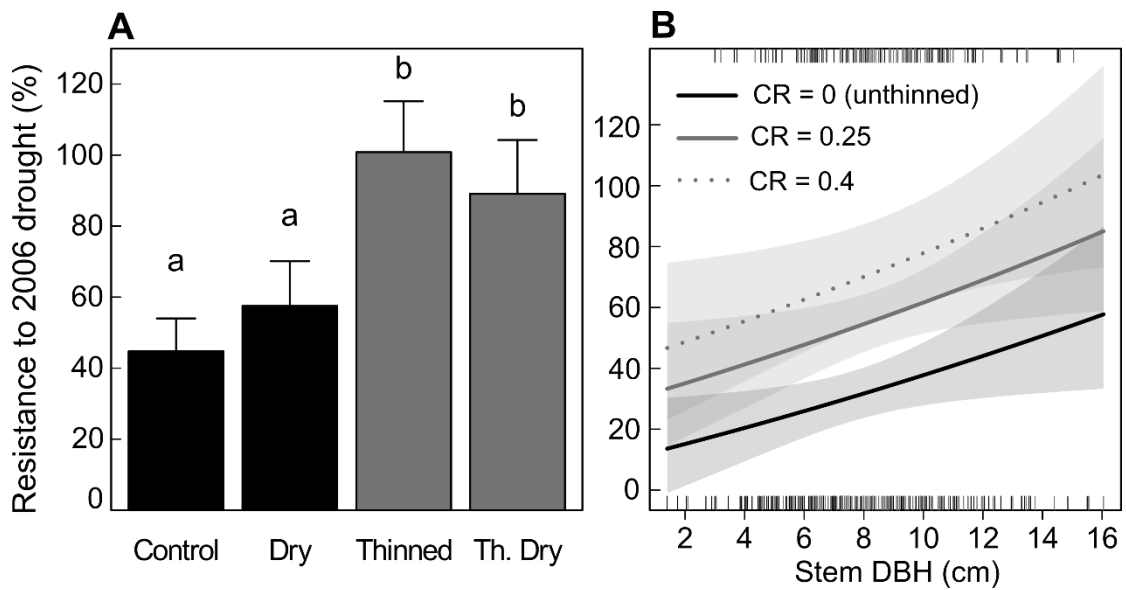 A
Resistance to 2006 drought (%)
120
100
80
60
40
20
0
a
a
b
b
Control Dry Thinned Th. Dry
B
CR = 0 (unthinned)
CR = 0.25
CR = 0.4
120
100
80
60
40
20
0
2 4 6 8 10 12 14 16
Stem DBH (cm)